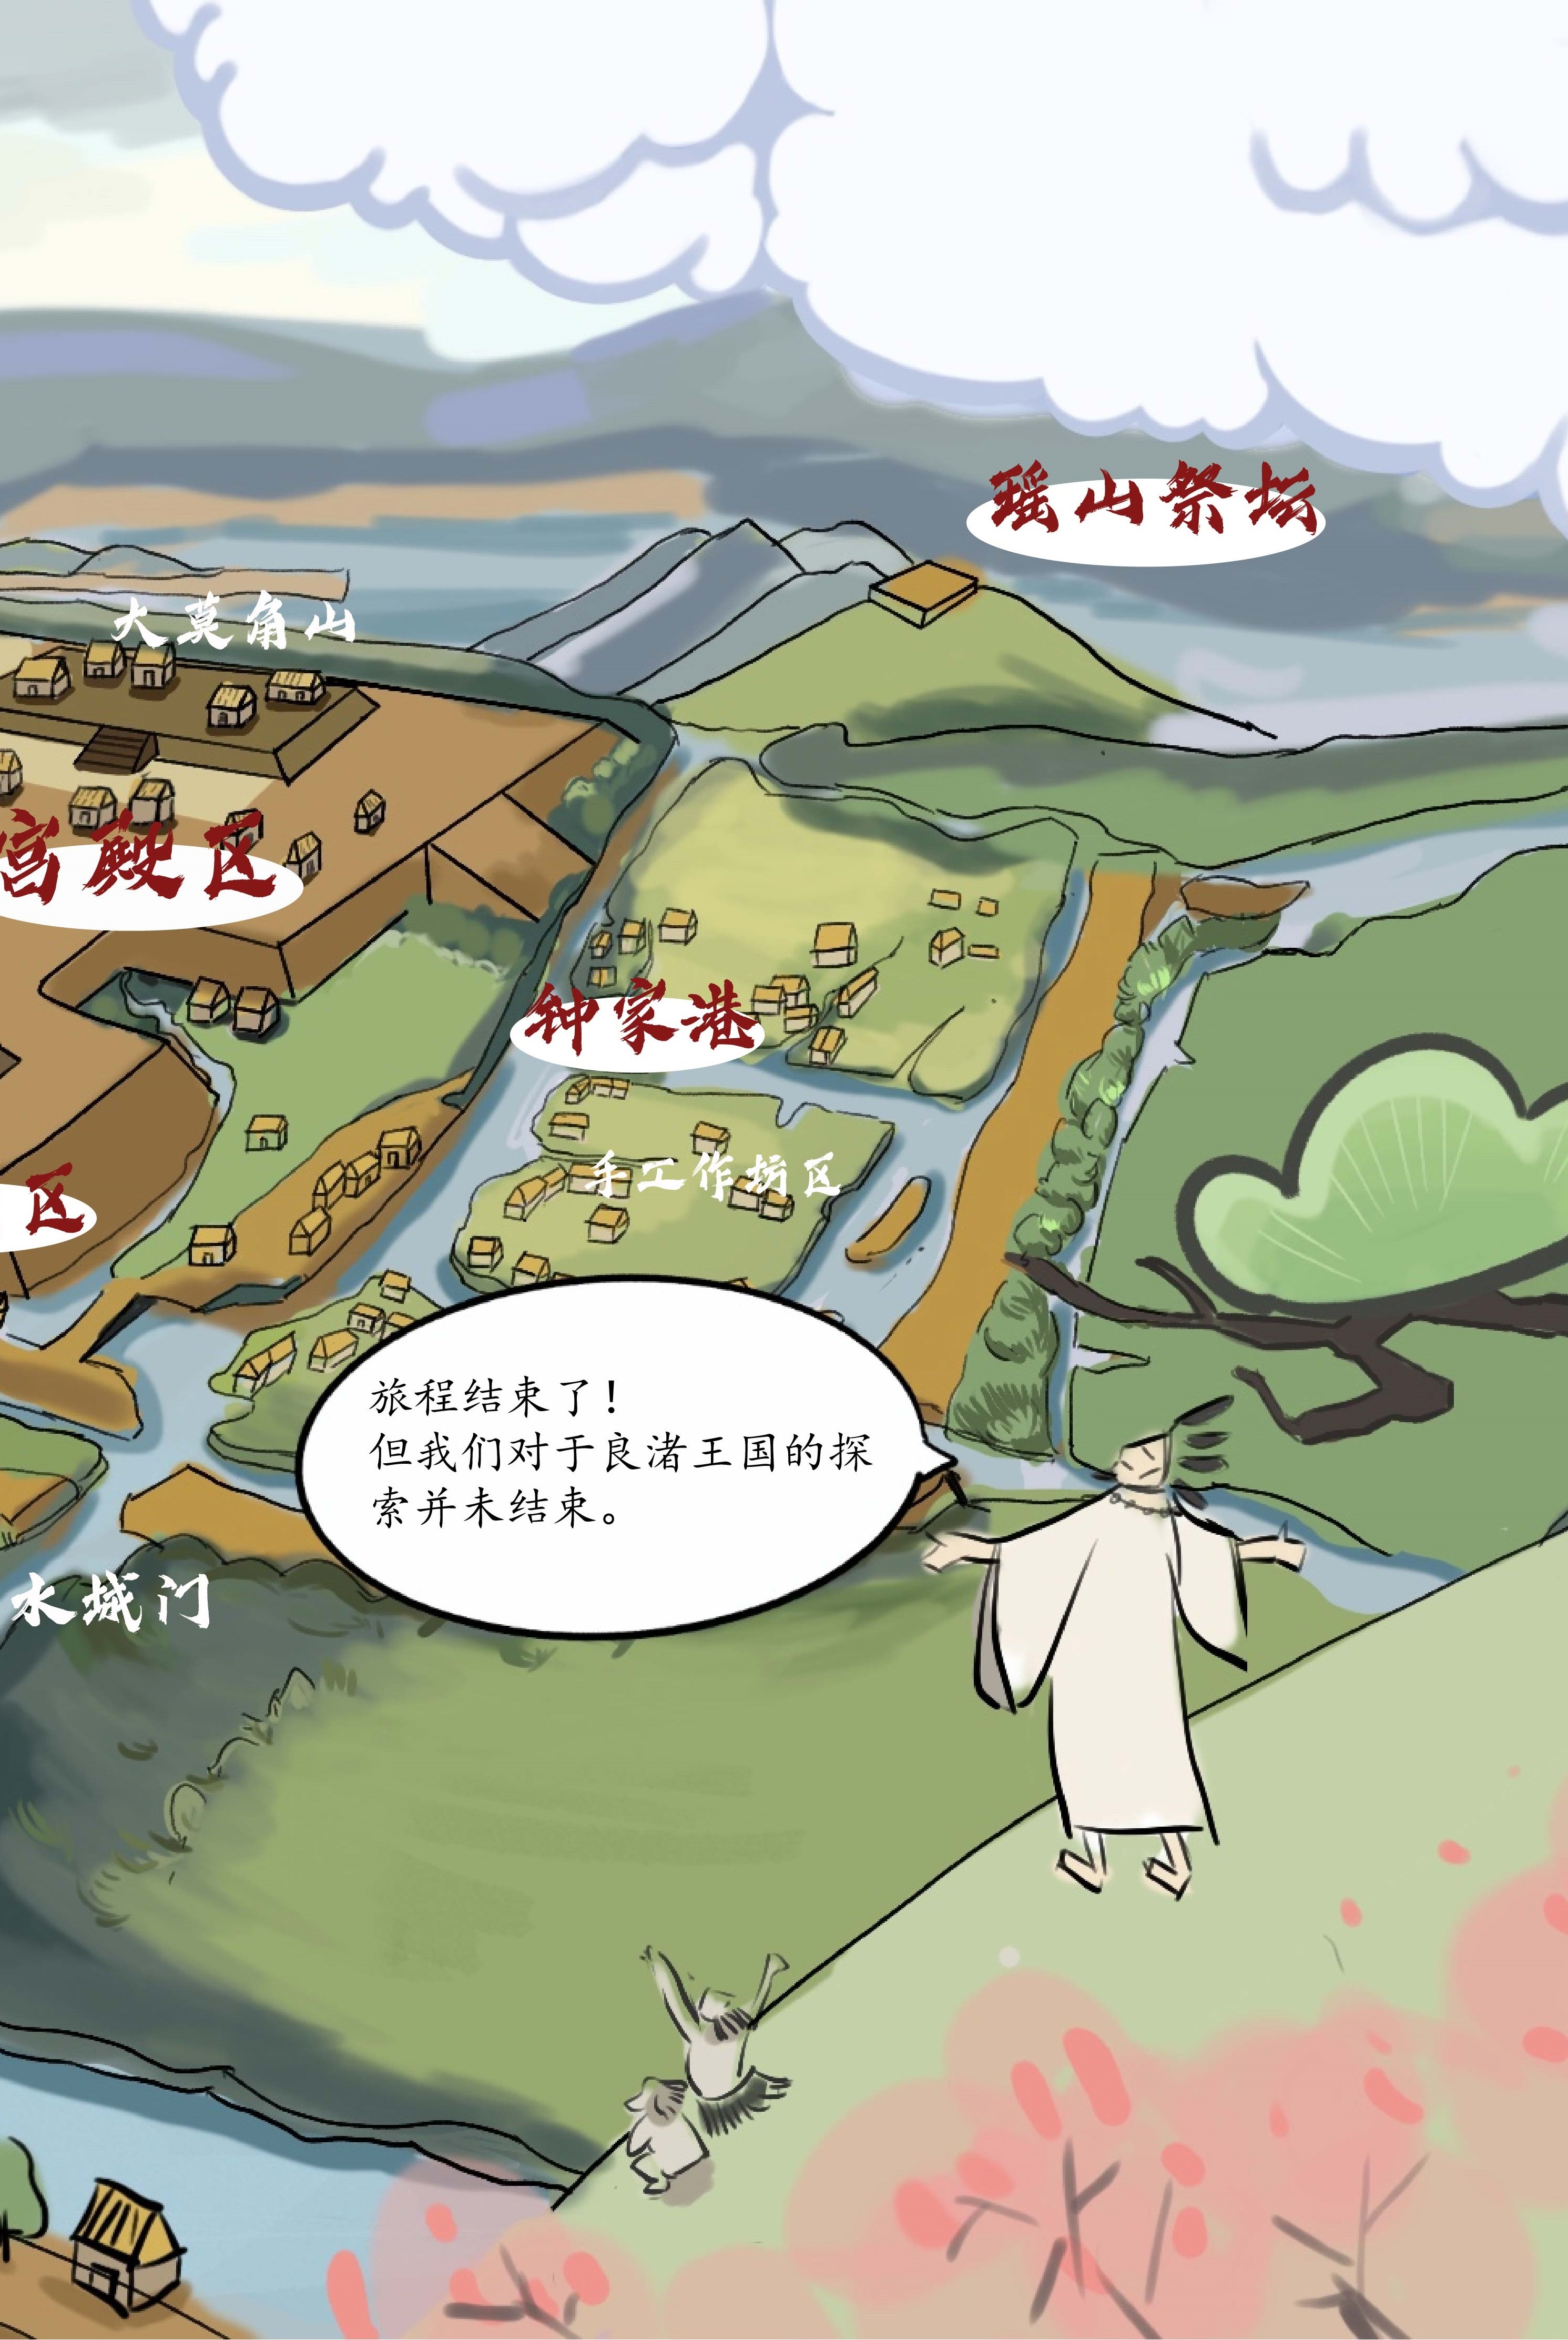 瑶山祭坛
大莫角山
宫殿区
钟家港
手工作坊区
区
旅程结束了！
但我们对于良渚王国的探
索并未结束。
水城门